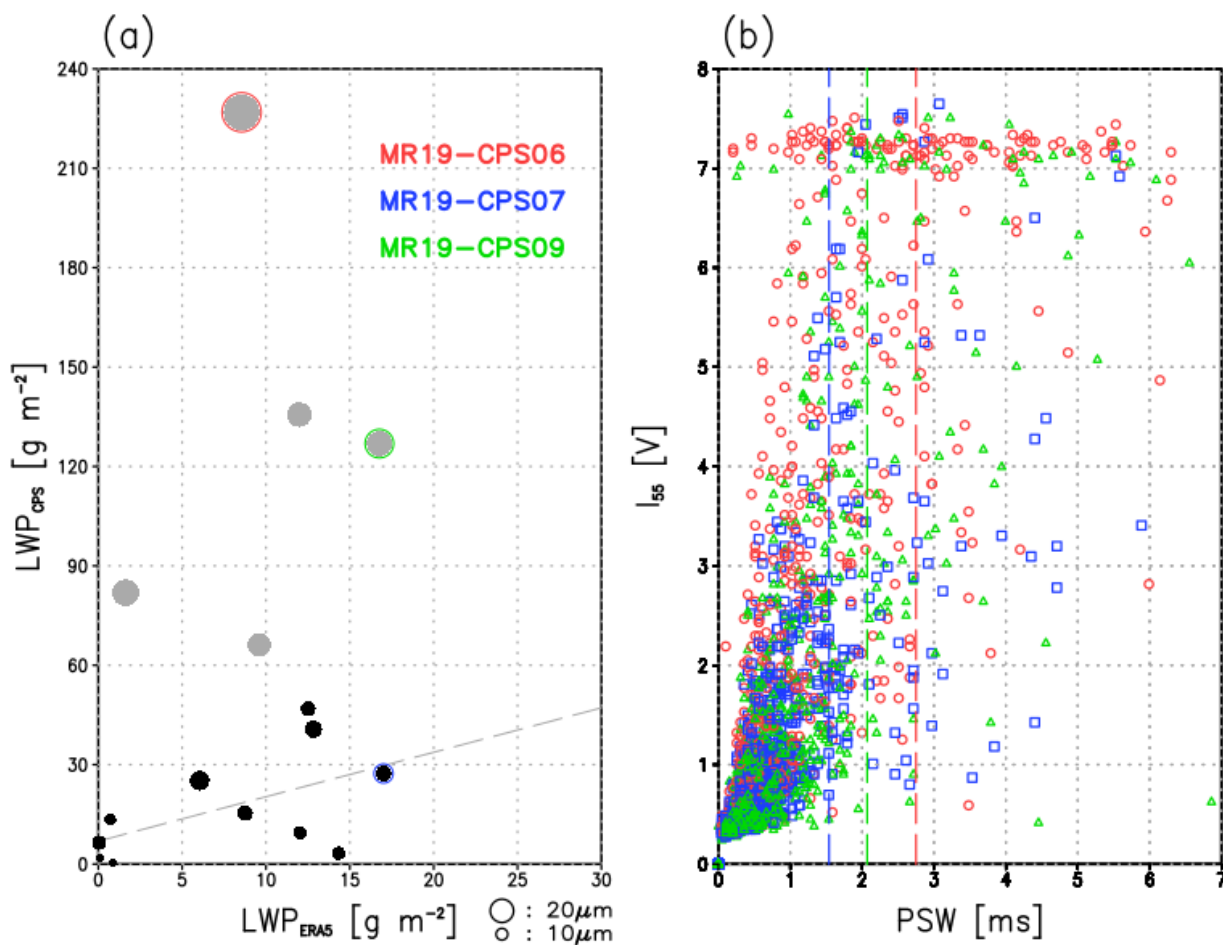 (a)
240
210
180
150
120
90
60
30
0
LWP_CPS [g m⁻²]
MR19-CPS06
MR19-CPS07
MR19-CPS09
0 5 10 15 20 25 30
LWP_ERA5 [g m⁻²]
: 20μm
: 10μm
(b)
8
7
6
5
4
3
2
1
0
I₅₅ [V]
0 1 2 3 4 5 6 7
PSW [ms]